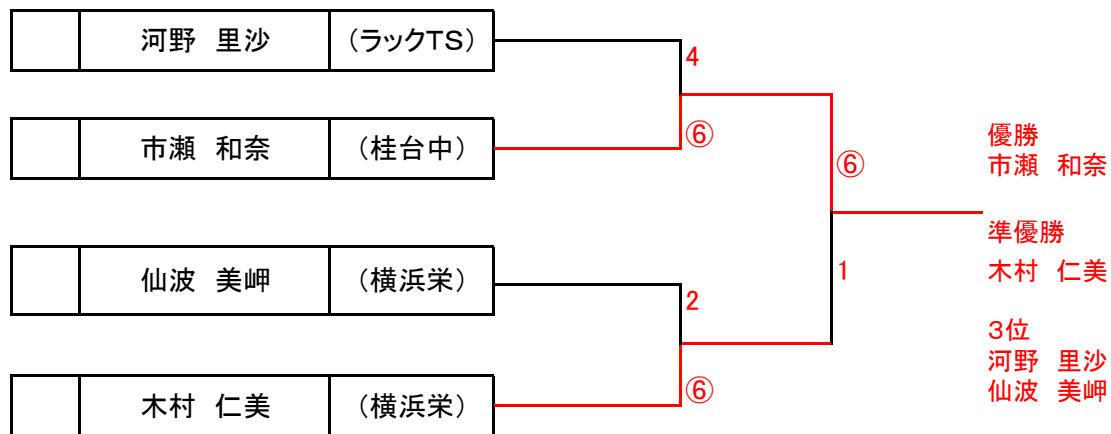 河野　里沙 (ラックTS)
4
市瀬　和奈 (桂台中)
⑥
⑥
仙波　美岬 (横浜栄)
2
1
木村　仁美 (横浜栄)
⑥
優勝
市瀬　和奈
準優勝
木村　仁美
3位
河野　里沙
仙波　美岬